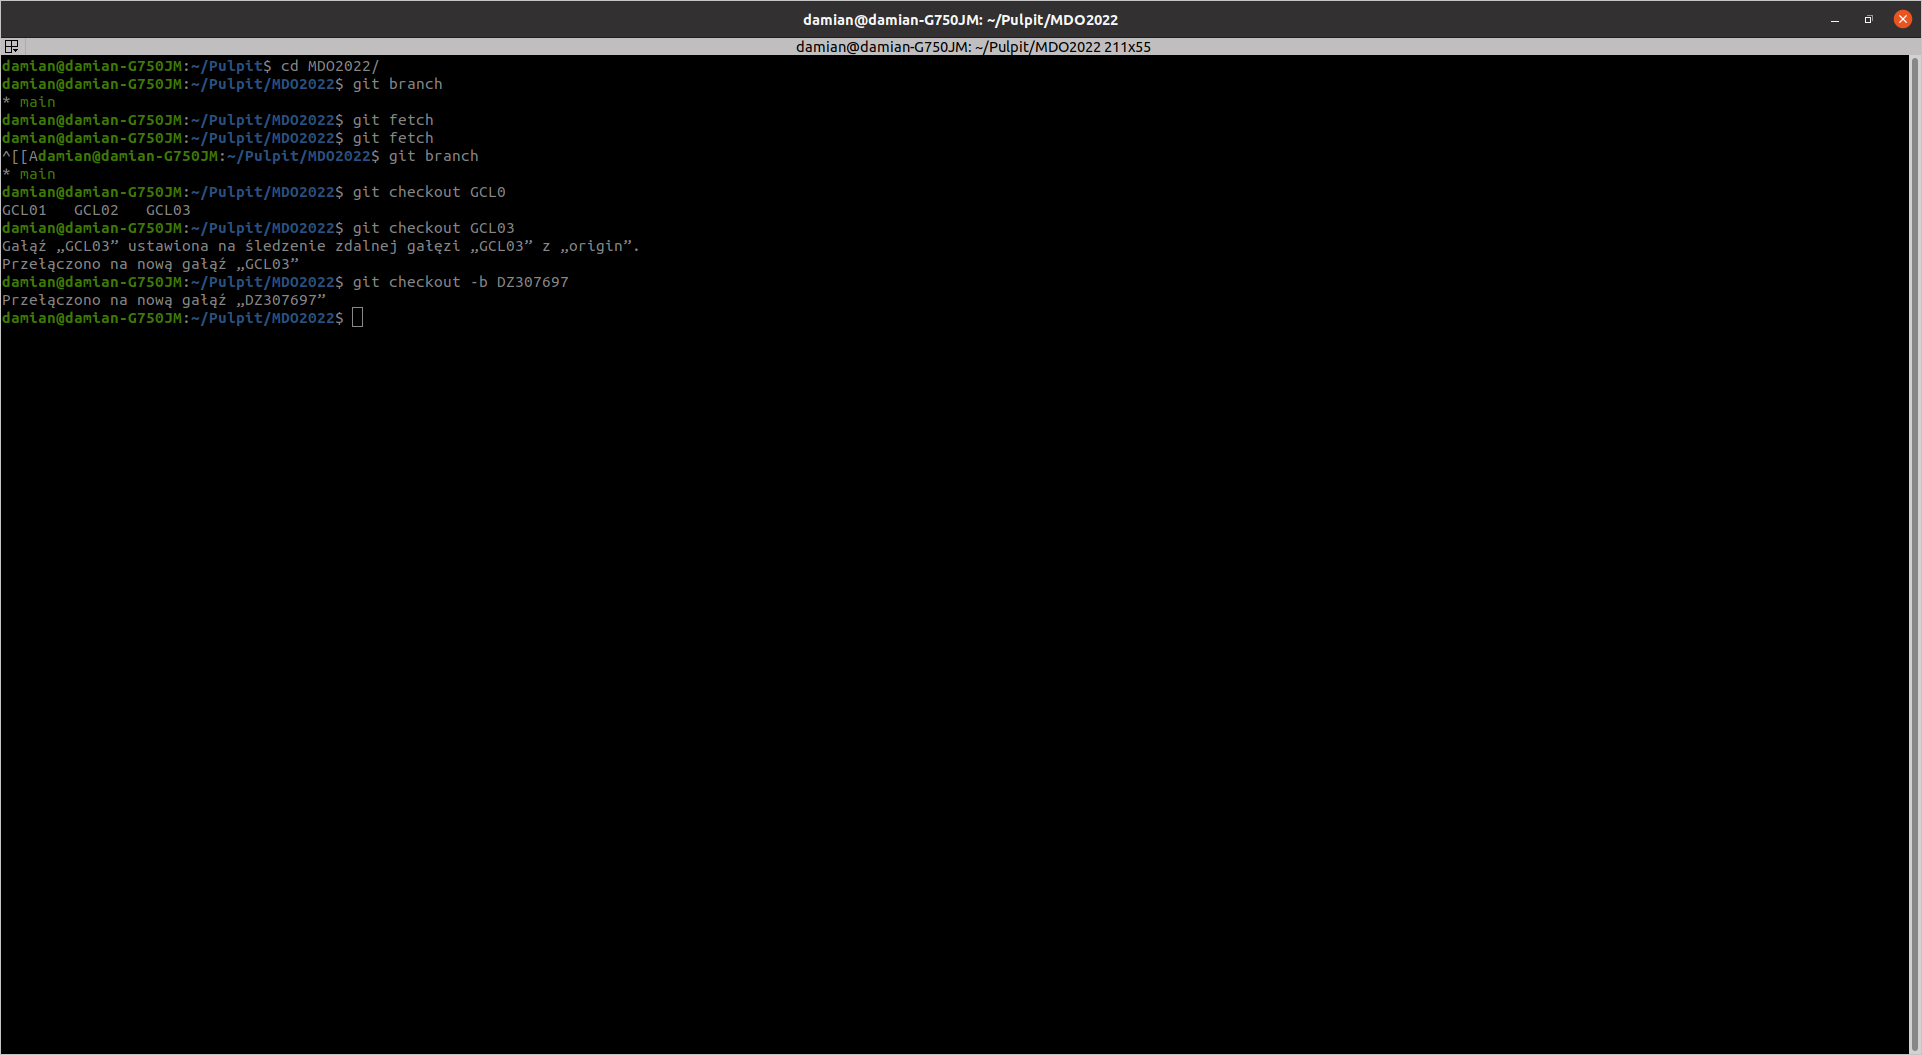 damian@damian-G750JM: ~/Pulpit/MDO2022
damian@damian-G750JM: ~/Pulpit/MDO2022 211x55
damian@damian-G750JM:~/Pulpit$ cd MDO2022/
damian@damian-G750JM:~/Pulpit/MDO2022$ git branch
* main
damian@damian-G750JM:~/Pulpit/MDO2022$ git fetch
damian@damian-G750JM:~/Pulpit/MDO2022$ git fetch
^[[Adamian@damian-G750JM:~/Pulpit/MDO2022$ git branch
* main
damian@damian-G750JM:~/Pulpit/MDO2022$ git checkout GCL0
GCL01   GCL02   GCL03
damian@damian-G750JM:~/Pulpit/MDO2022$ git checkout GCL03
Gałąź „GCL03” ustawiona na śledzenie zdalnej gałęzi „GCL03” z „origin”.
Przełączono na nową gałąź „GCL03”
damian@damian-G750JM:~/Pulpit/MDO2022$ git checkout -b DZ307697
Przełączono na nową gałąź „DZ307697”
damian@damian-G750JM:~/Pulpit/MDO2022$